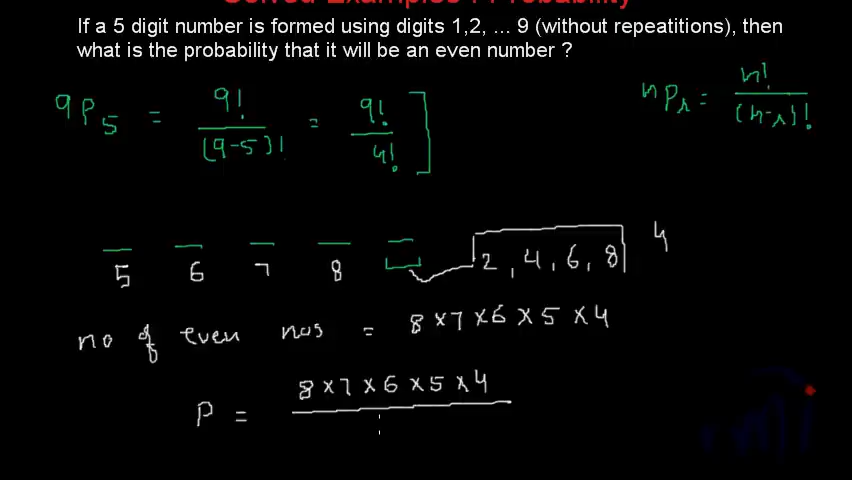 If a 5 digit number is formed using digits 1,2, ... 9 (without repeatitions), then
what is the probability that it will be an even number ?
9P5 = 9! / (9-5)! = 9! / 4! ]
nPr = n! / (n-r)!
5 6 7 8 2, 4, 6, 8 4
no of even nos = 8 × 7 × 6 × 5 × 4
P = 8 × 7 × 6 × 5 × 4